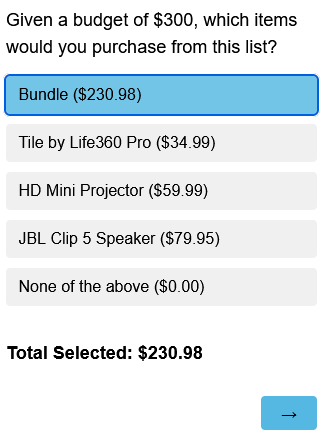 Given a budget of $300, which items
would you purchase from this list?
Bundle ($230.98)
Tile by Life360 Pro ($34.99)
HD Mini Projector ($59.99)
JBL Clip 5 Speaker ($79.95)
None of the above ($0.00)
Total Selected: $230.98
→